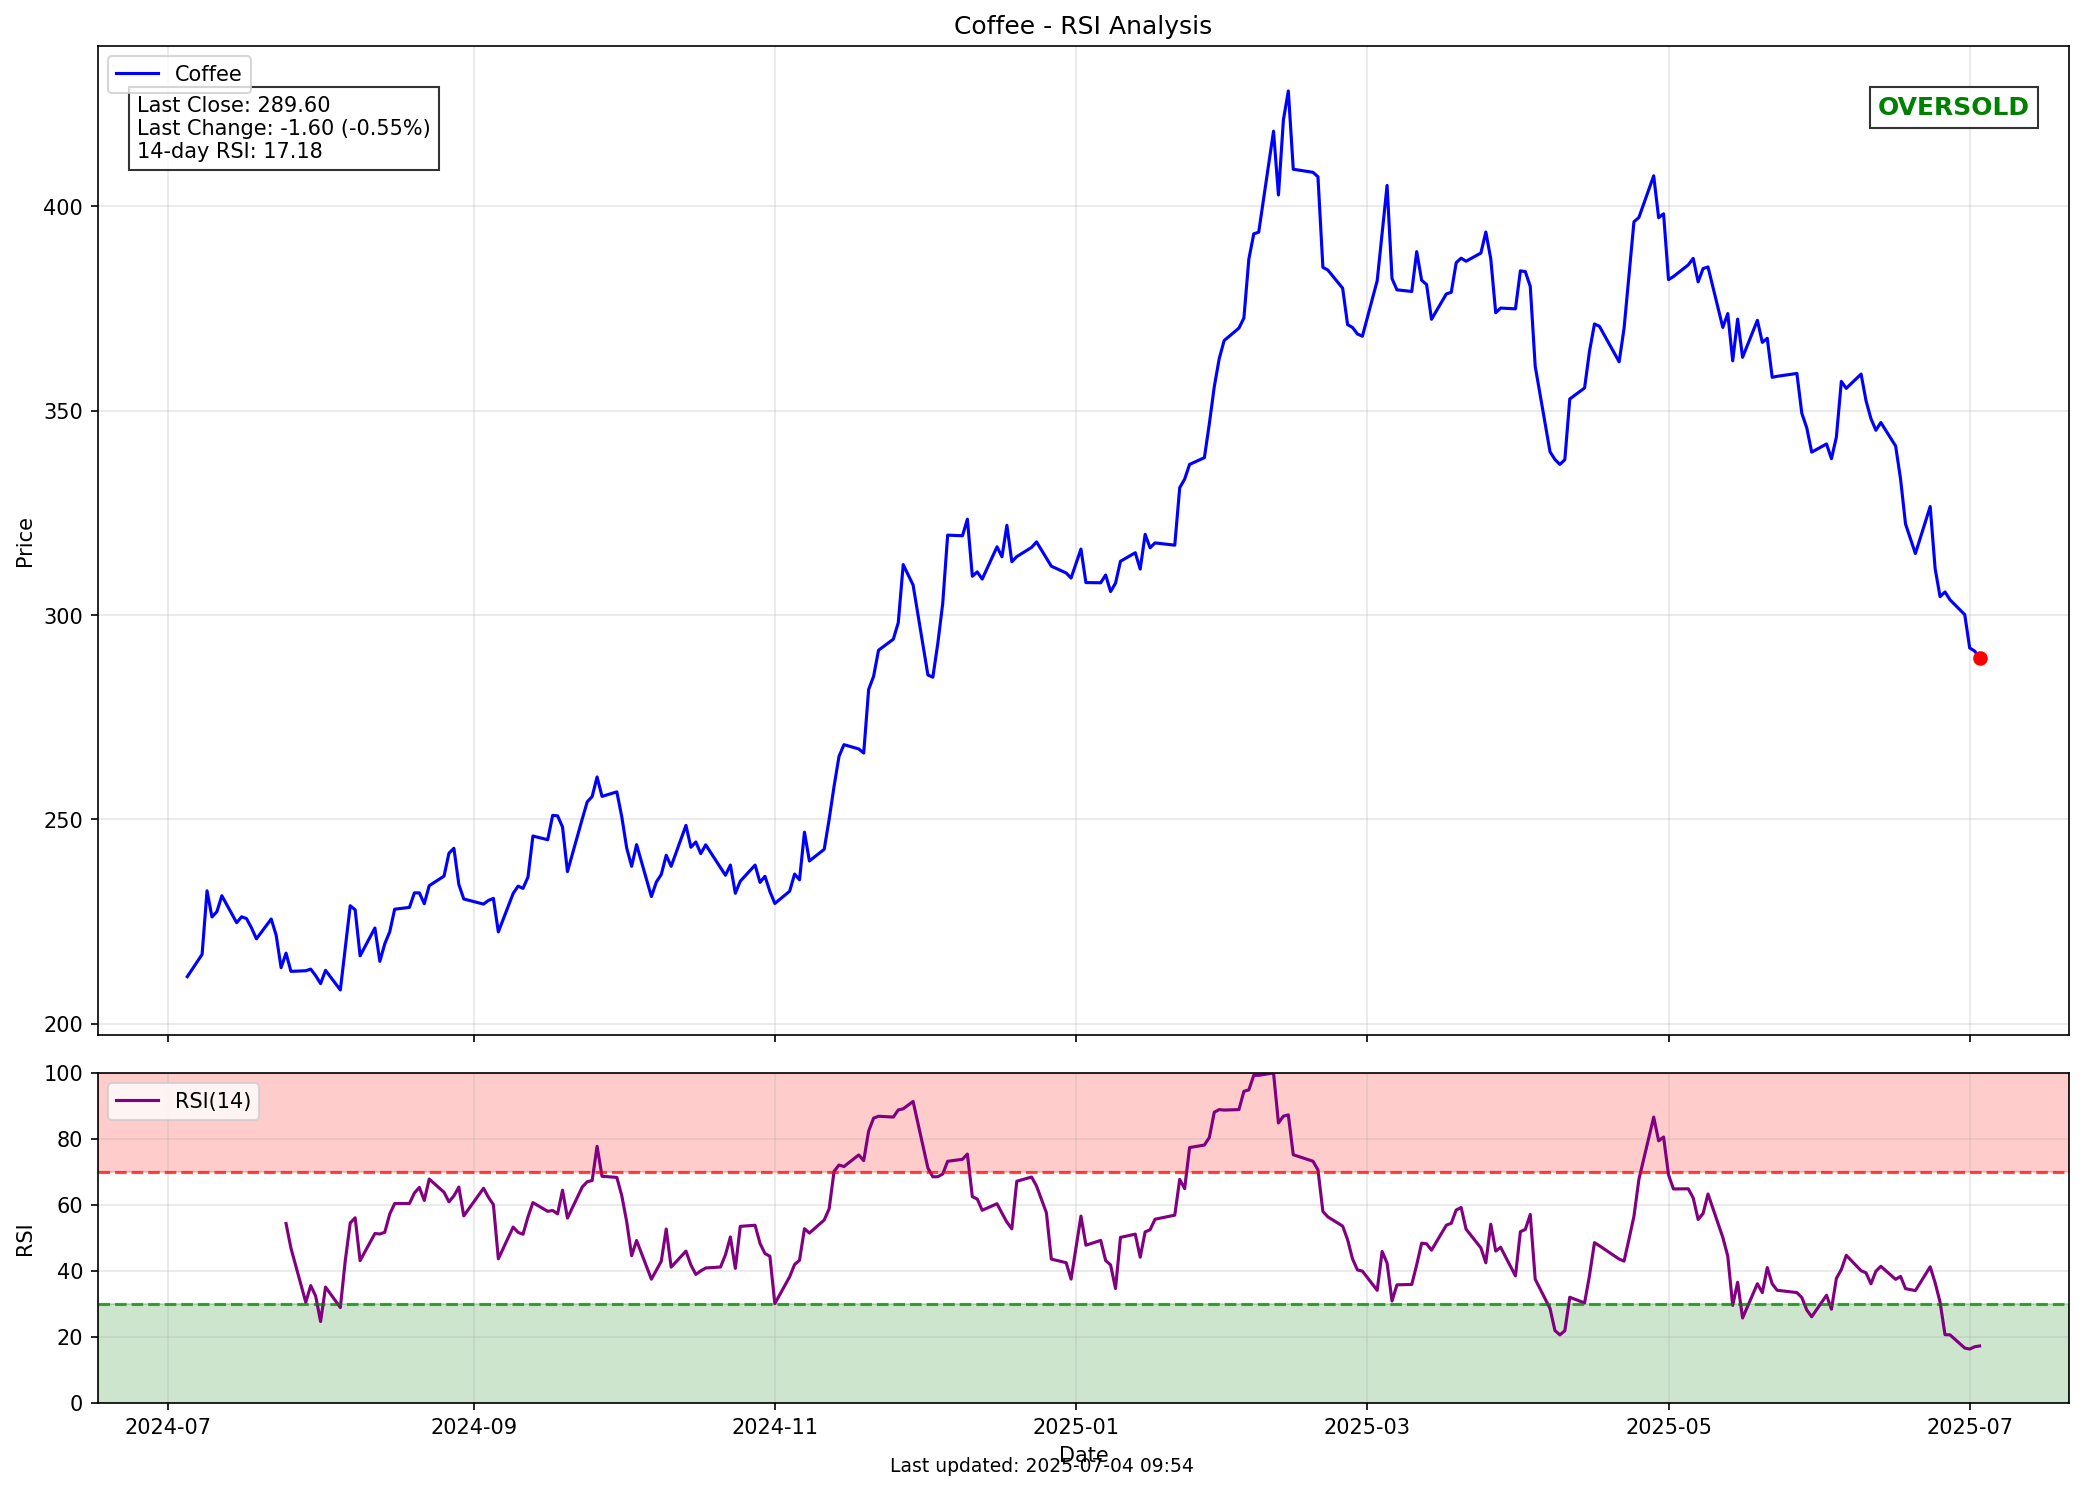 Coffee - RSI Analysis
Coffee
Last Close: 289.60
Last Change: -1.60 (-0.55%)
14-day RSI: 17.18
OVERSOLD
Price
400
350
300
250
200
RSI(14)
RSI
100
80
60
40
20
0
2024-07
2024-09
2024-11
2025-01
2025-03
2025-05
2025-07
Date
Last updated: 2025-07-04 09:54